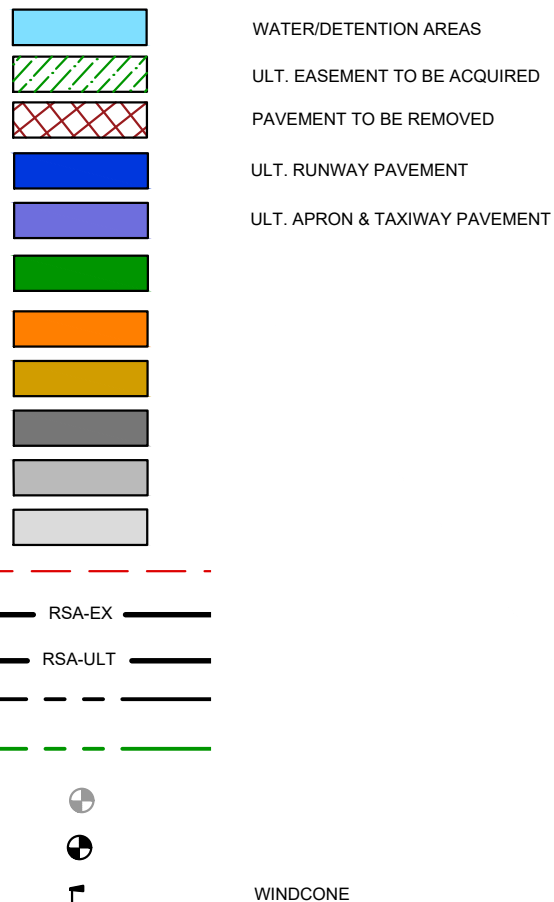 WATER/DETENTION AREAS
ULT. EASEMENT TO BE ACQUIRED
PAVEMENT TO BE REMOVED
ULT. RUNWAY PAVEMENT
ULT. APRON & TAXIWAY PAVEMENT
RSA-EX
RSA-ULT
WINDCONE